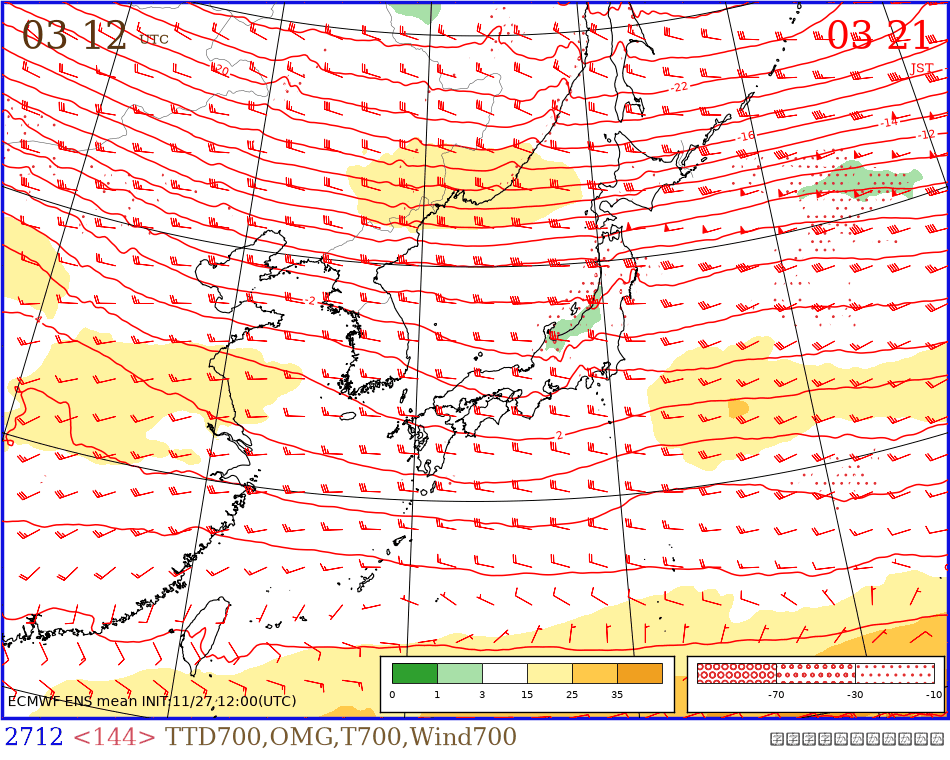 03 12 UTC
03 21
JST
-20
-22
-14
-12
-16
-2
2
0 1 3 15 25 35
-70 -30 -10
ECMWF ENS mean INIT:11/27,12:00(UTC)
2712 <144> TTD700,OMG,T700,Wind700